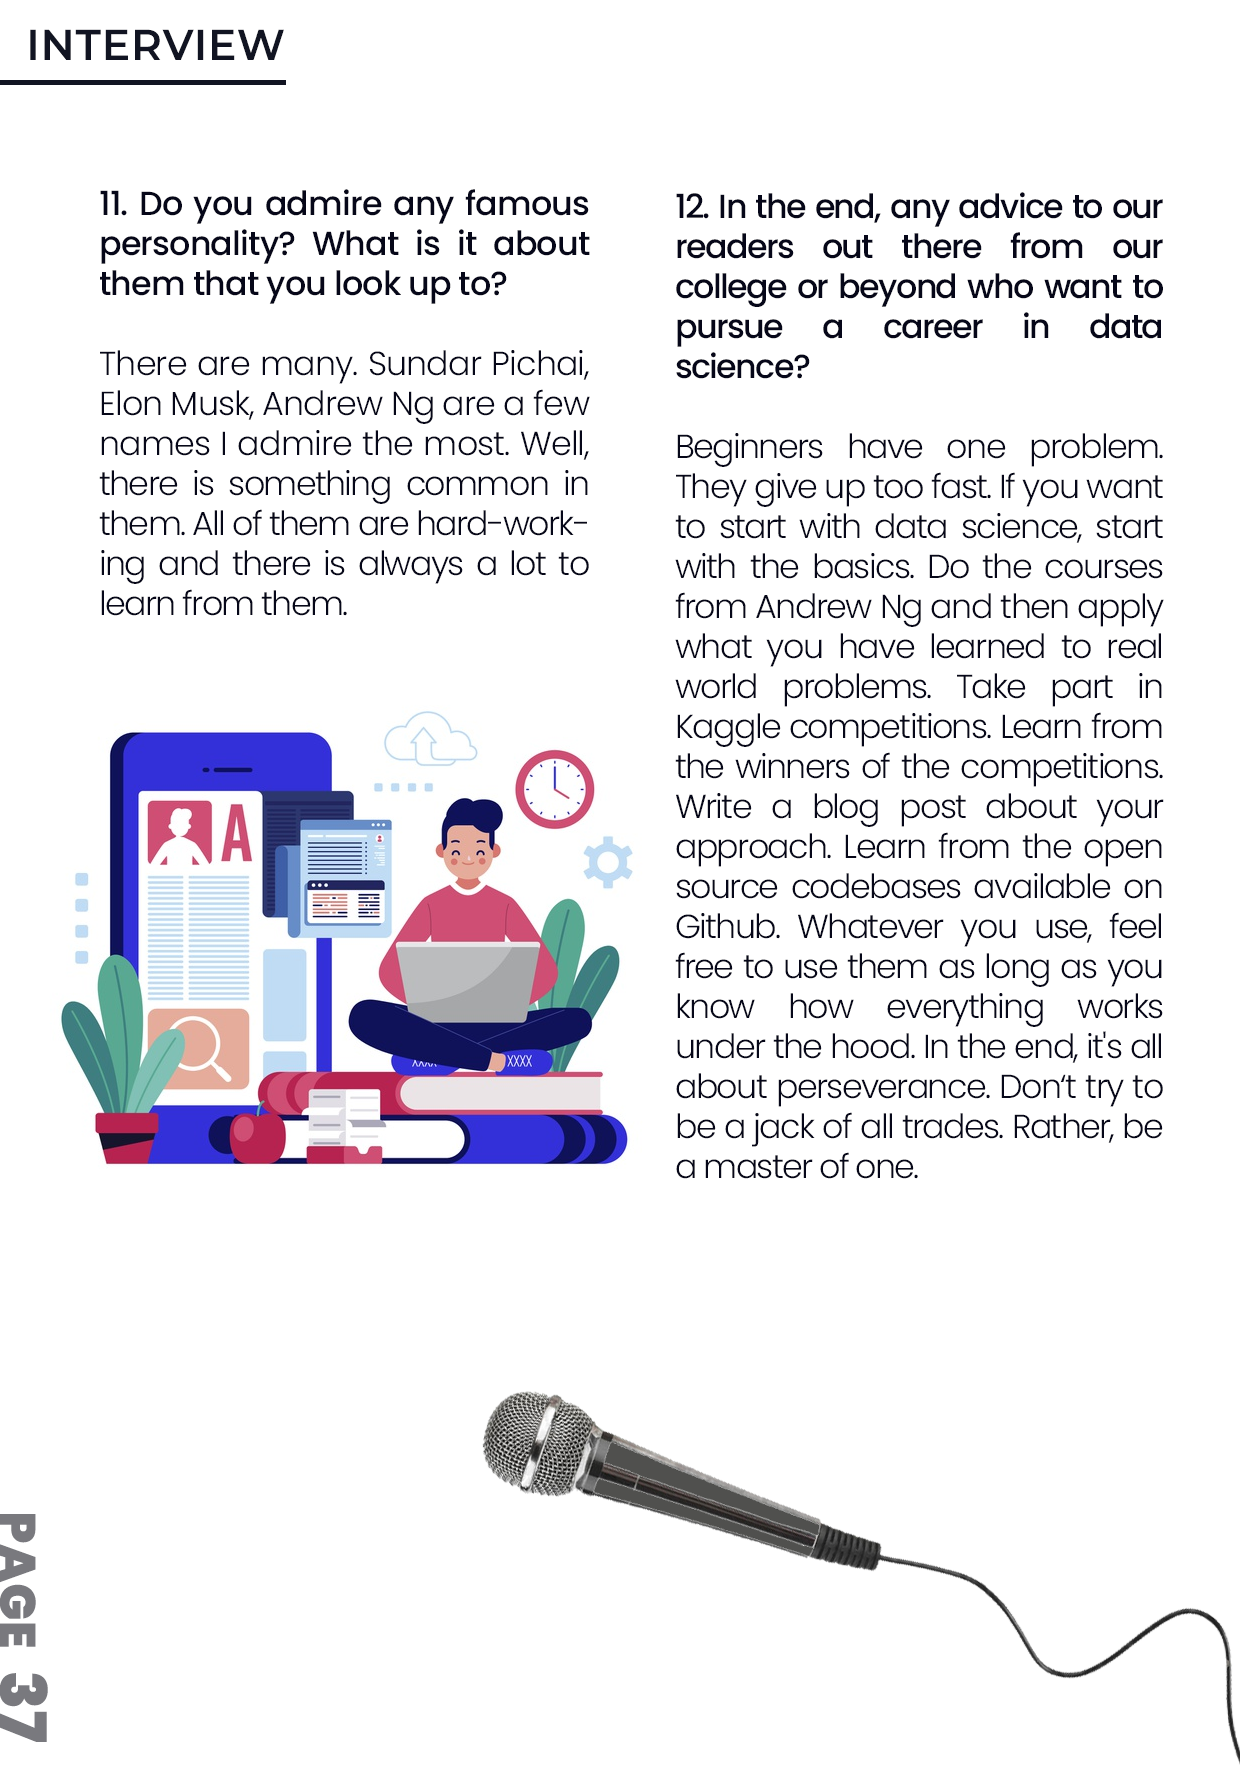 INTERVIEW
11. Do you admire any famous
personality? What is it about
them that you look up to?
There are many. Sundar Pichai,
Elon Musk, Andrew Ng are a few
names I admire the most. Well,
there is something common in
them. All of them are hard-work-
ing and there is always a lot to
learn from them.
A
XXXX
XXXX
12. In the end, any advice to our
readers out there from our
college or beyond who want to
pursue a career in data
science?
Beginners have one problem.
They give up too fast. If you want
to start with data science, start
with the basics. Do the courses
from Andrew Ng and then apply
what you have learned to real
world problems. Take part in
Kaggle competitions. Learn from
the winners of the competitions.
Write a blog post about your
approach. Learn from the open
source codebases available on
Github. Whatever you use, feel
free to use them as long as you
know how everything works
under the hood. In the end, it's all
about perseverance. Don’t try to
be a jack of all trades. Rather, be
a master of one.
PAGE 37